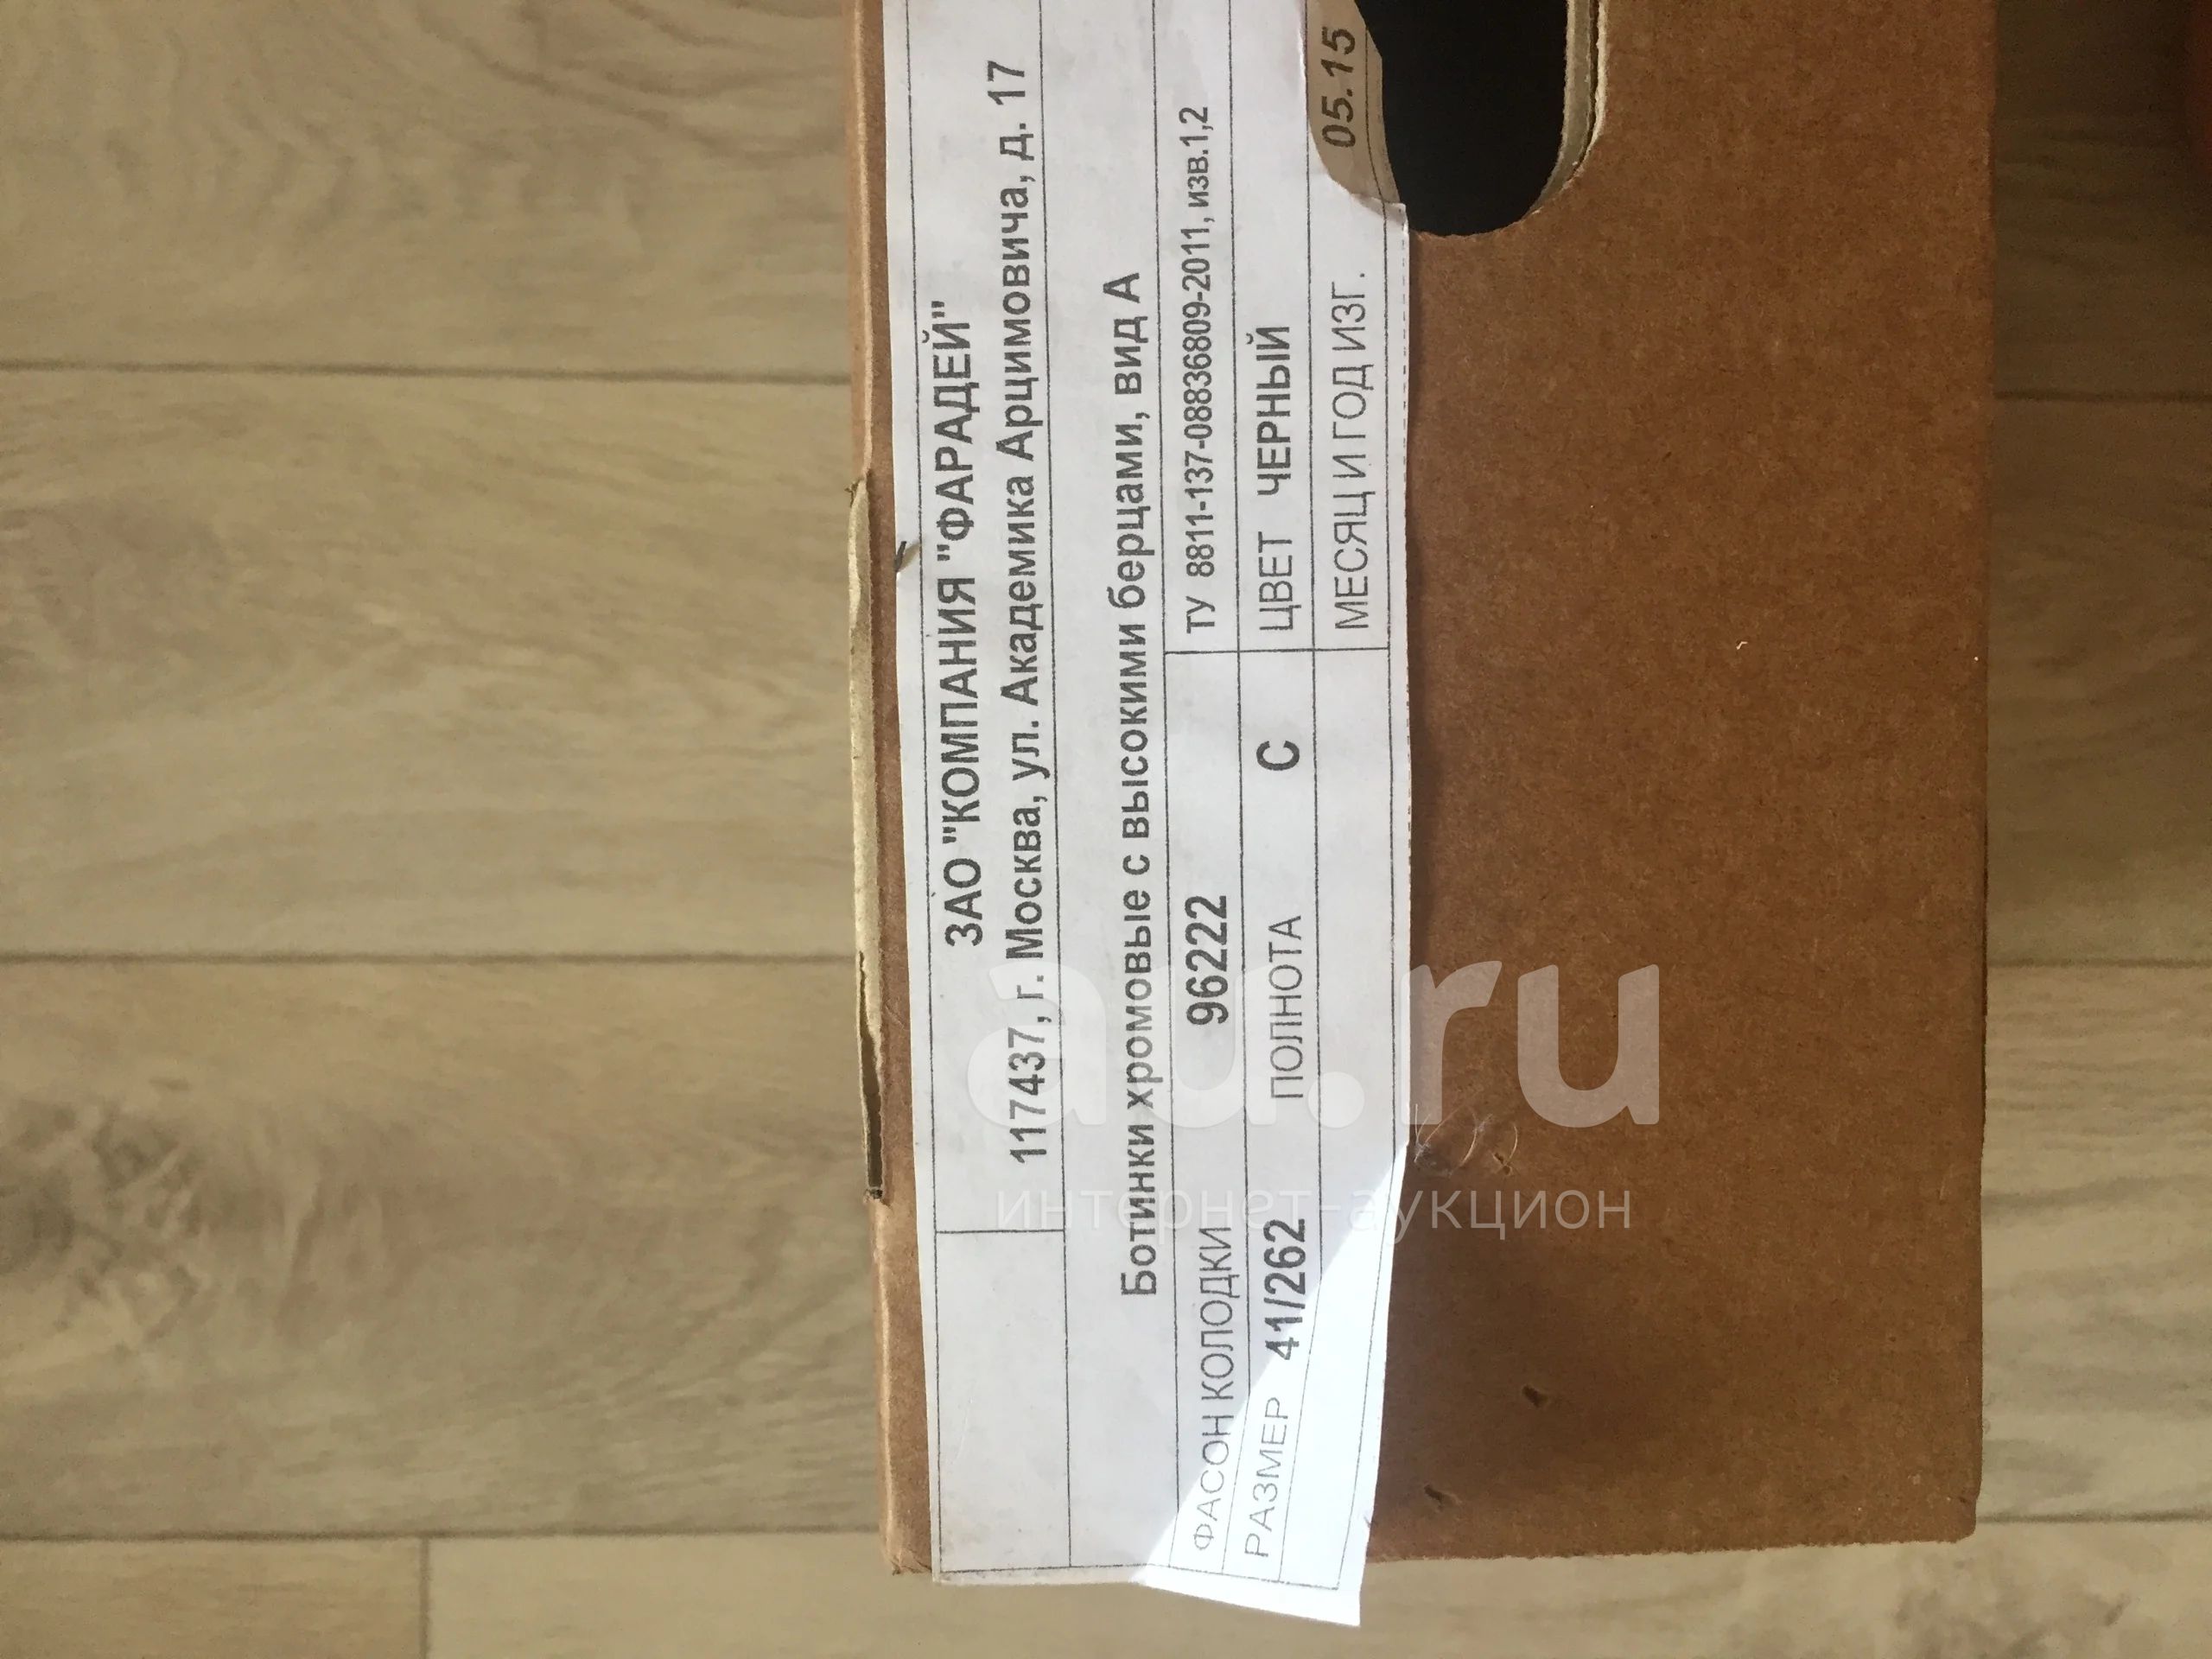 ЗАО "КОМПАНИЯ "ФАРАДЕЙ"
117437, г. Москва, ул. Академика Арцимовича, д. 17
Ботинки хромовые с высокими берцами, вид А
ФАСОН КОЛОДКИ 96222 ТУ 8811-137-08836809-2011, изв.1,2
РАЗМЕР 41/262 ПОЛНОТА С ЦВЕТ ЧЕРНЫЙ
МЕСЯЦ И ГОД ИЗГ. 05.15
au.ru
интернет-аукцион